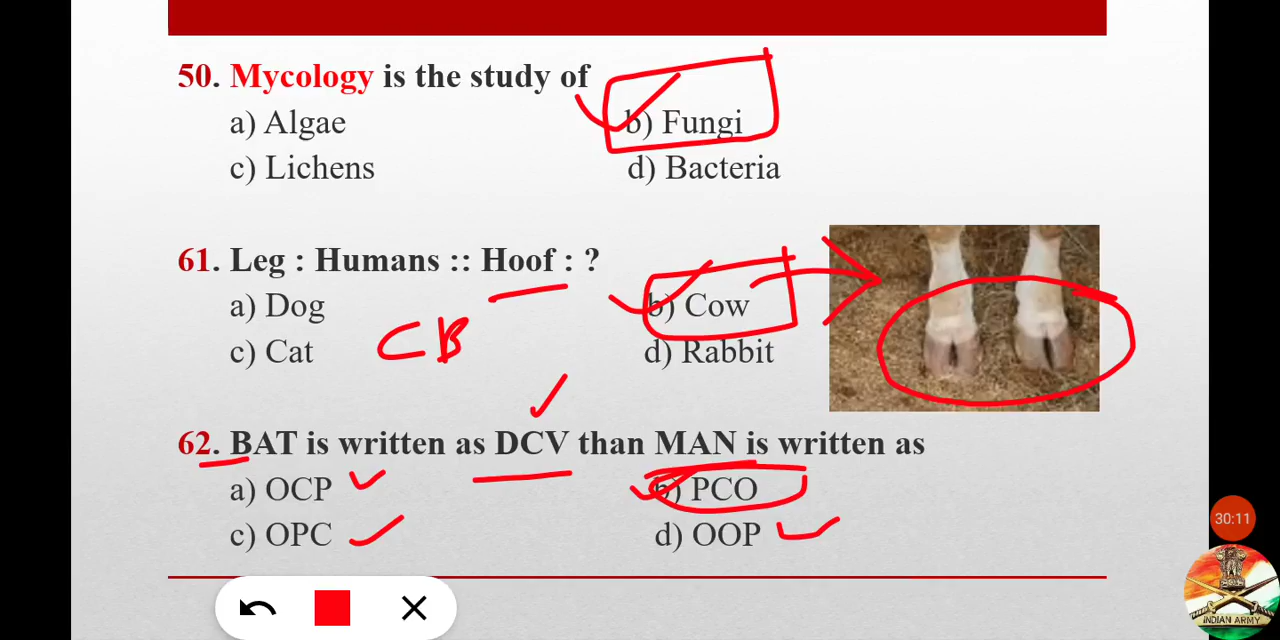 50. Mycology is the study of
a) Algae b) Fungi
c) Lichens d) Bacteria
61. Leg : Humans :: Hoof : ?
a) Dog b) Cow
c) Cat d) Rabbit
CB
62. BAT is written as DCV than MAN is written as
a) OCP b) PCO
c) OPC d) OOP
30:11
INDIAN ARMY